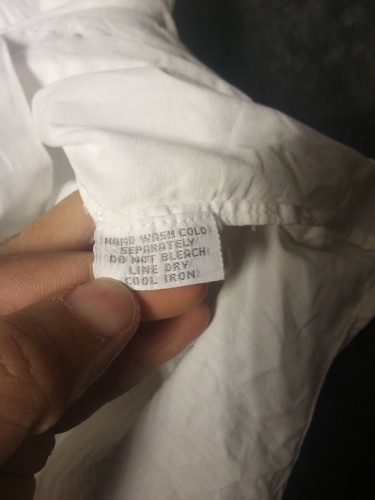 HAND WASH COLD
SEPARATELY
DO NOT BLEACH
LINE DRY
COOL IRON